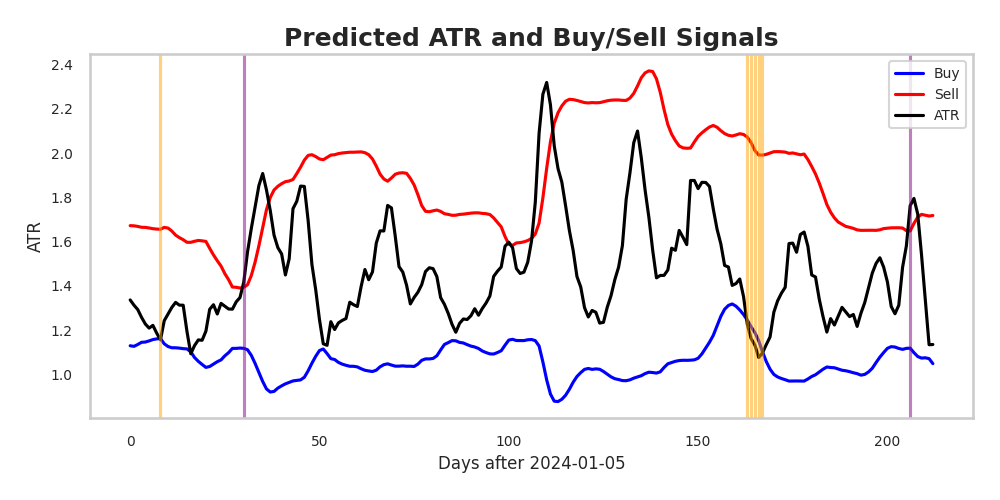 Predicted ATR and Buy/Sell Signals
2.4
2.2
2.0
1.8
1.6
1.4
1.2
1.0
ATR
Buy
Sell
ATR
0
50
100
150
200
Days after 2024-01-05